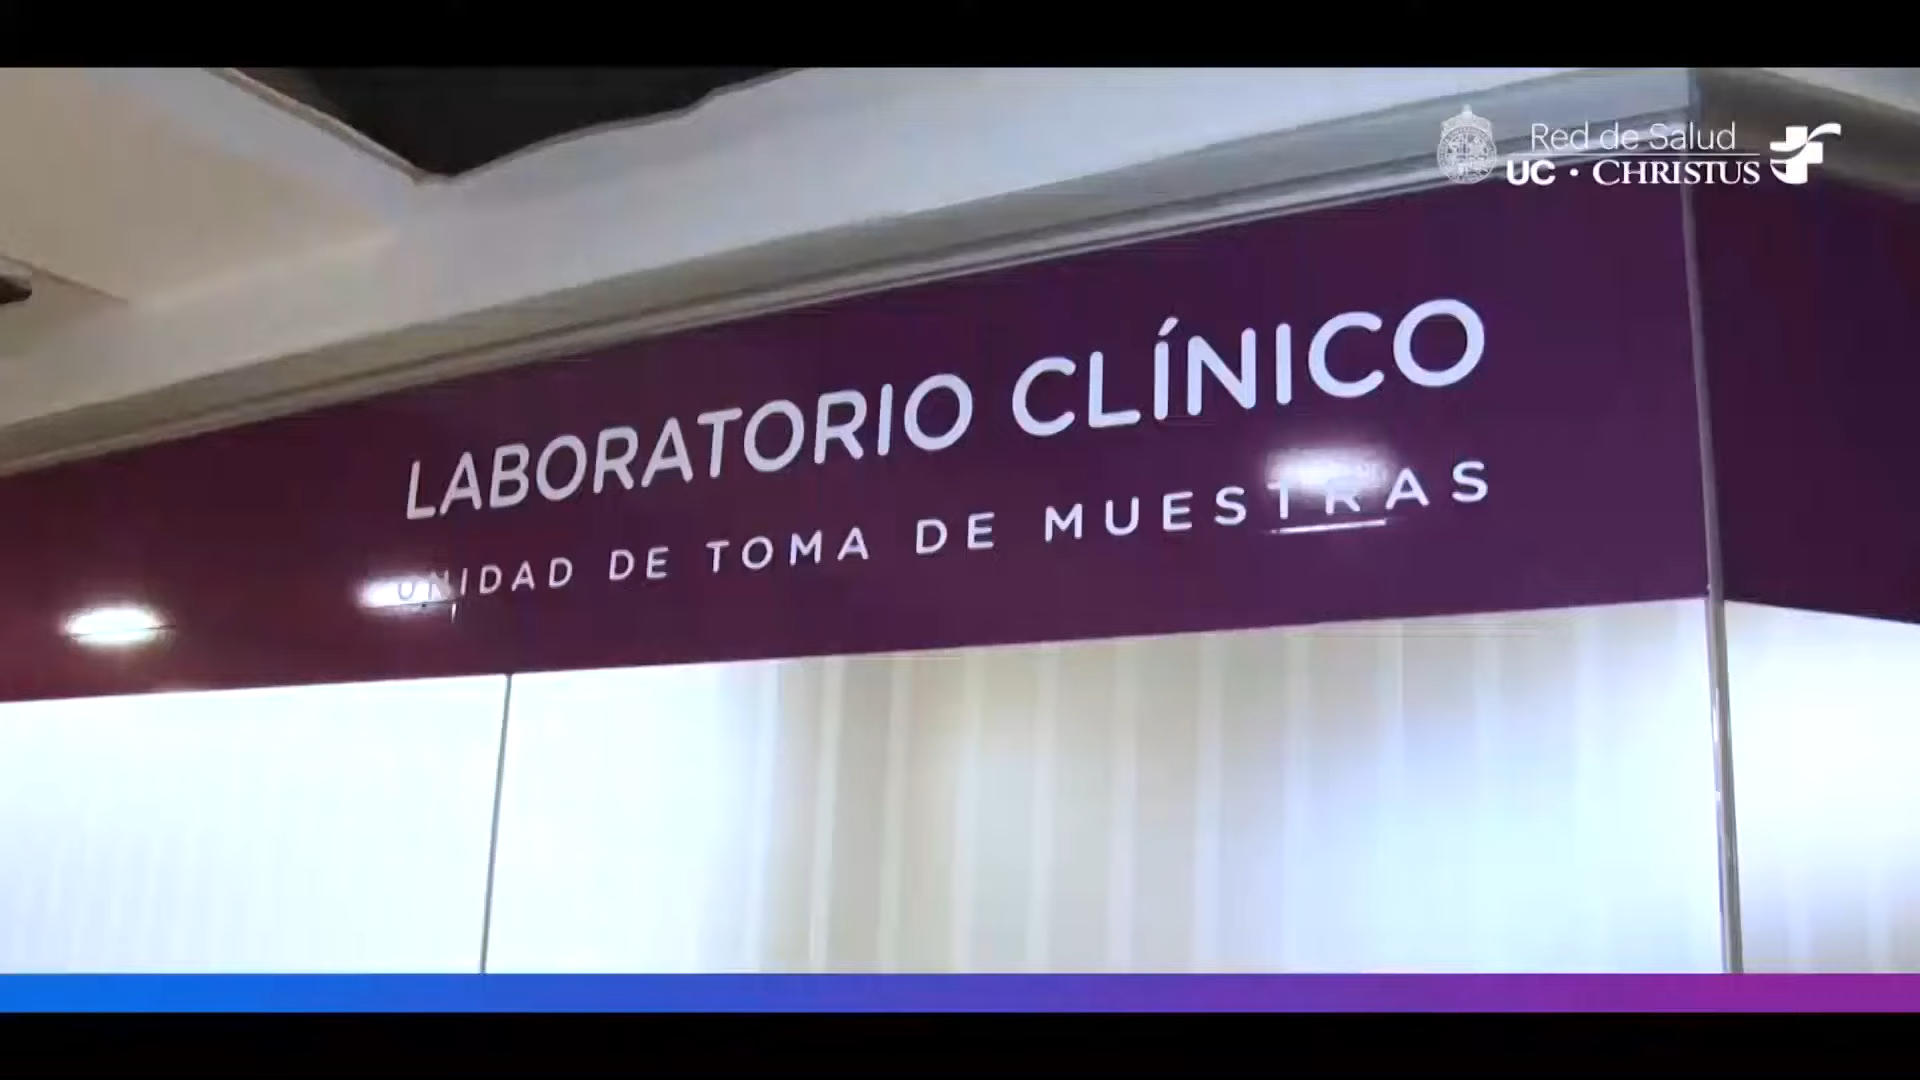 Red de Salud
UC · CHRISTUS
LABORATORIO CLÍNICO
UNIDAD DE TOMA DE MUESTRAS